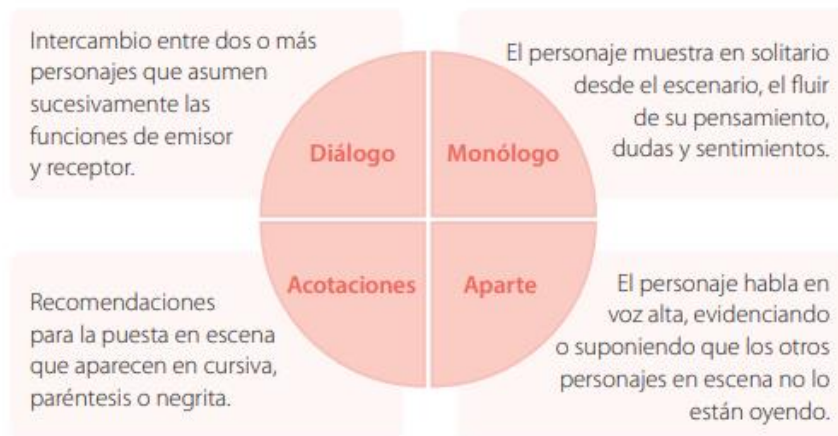 Intercambio entre dos o más
personajes que asumen
sucesivamente las
funciones de emisor
y receptor.
Diálogo
Monólogo
El personaje muestra en solitario
desde el escenario, el fluir
de su pensamiento,
dudas y sentimientos.
Recomendaciones
para la puesta en escena
que aparecen en cursiva,
paréntesis o negrita.
Acotaciones
Aparte
El personaje habla en
voz alta, evidenciando
o suponiendo que los otros
personajes en escena no lo
están oyendo.